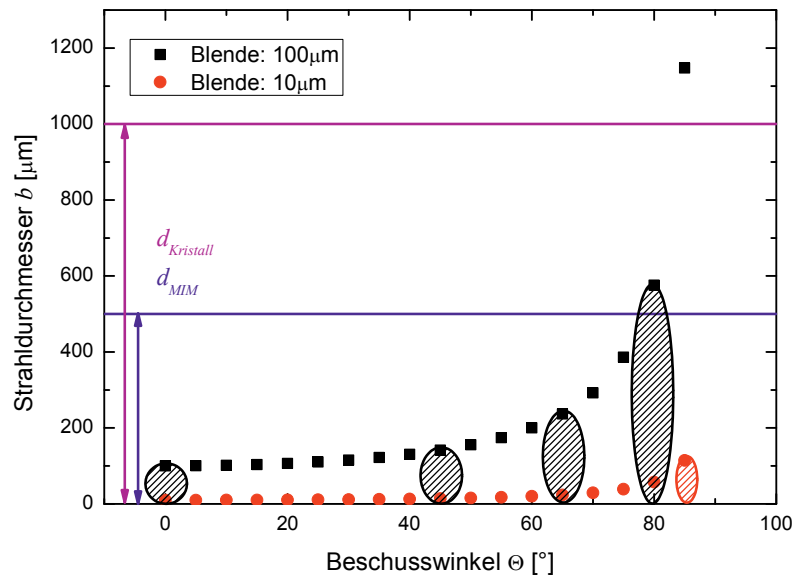 Blende: 100μm
Blende: 10μm
1200
1000
800
600
400
200
0
Strahldurchmesser b [μm]
d_Kristall
d_MIM
0 20 40 60 80 100
Beschusswinkel Θ [°]